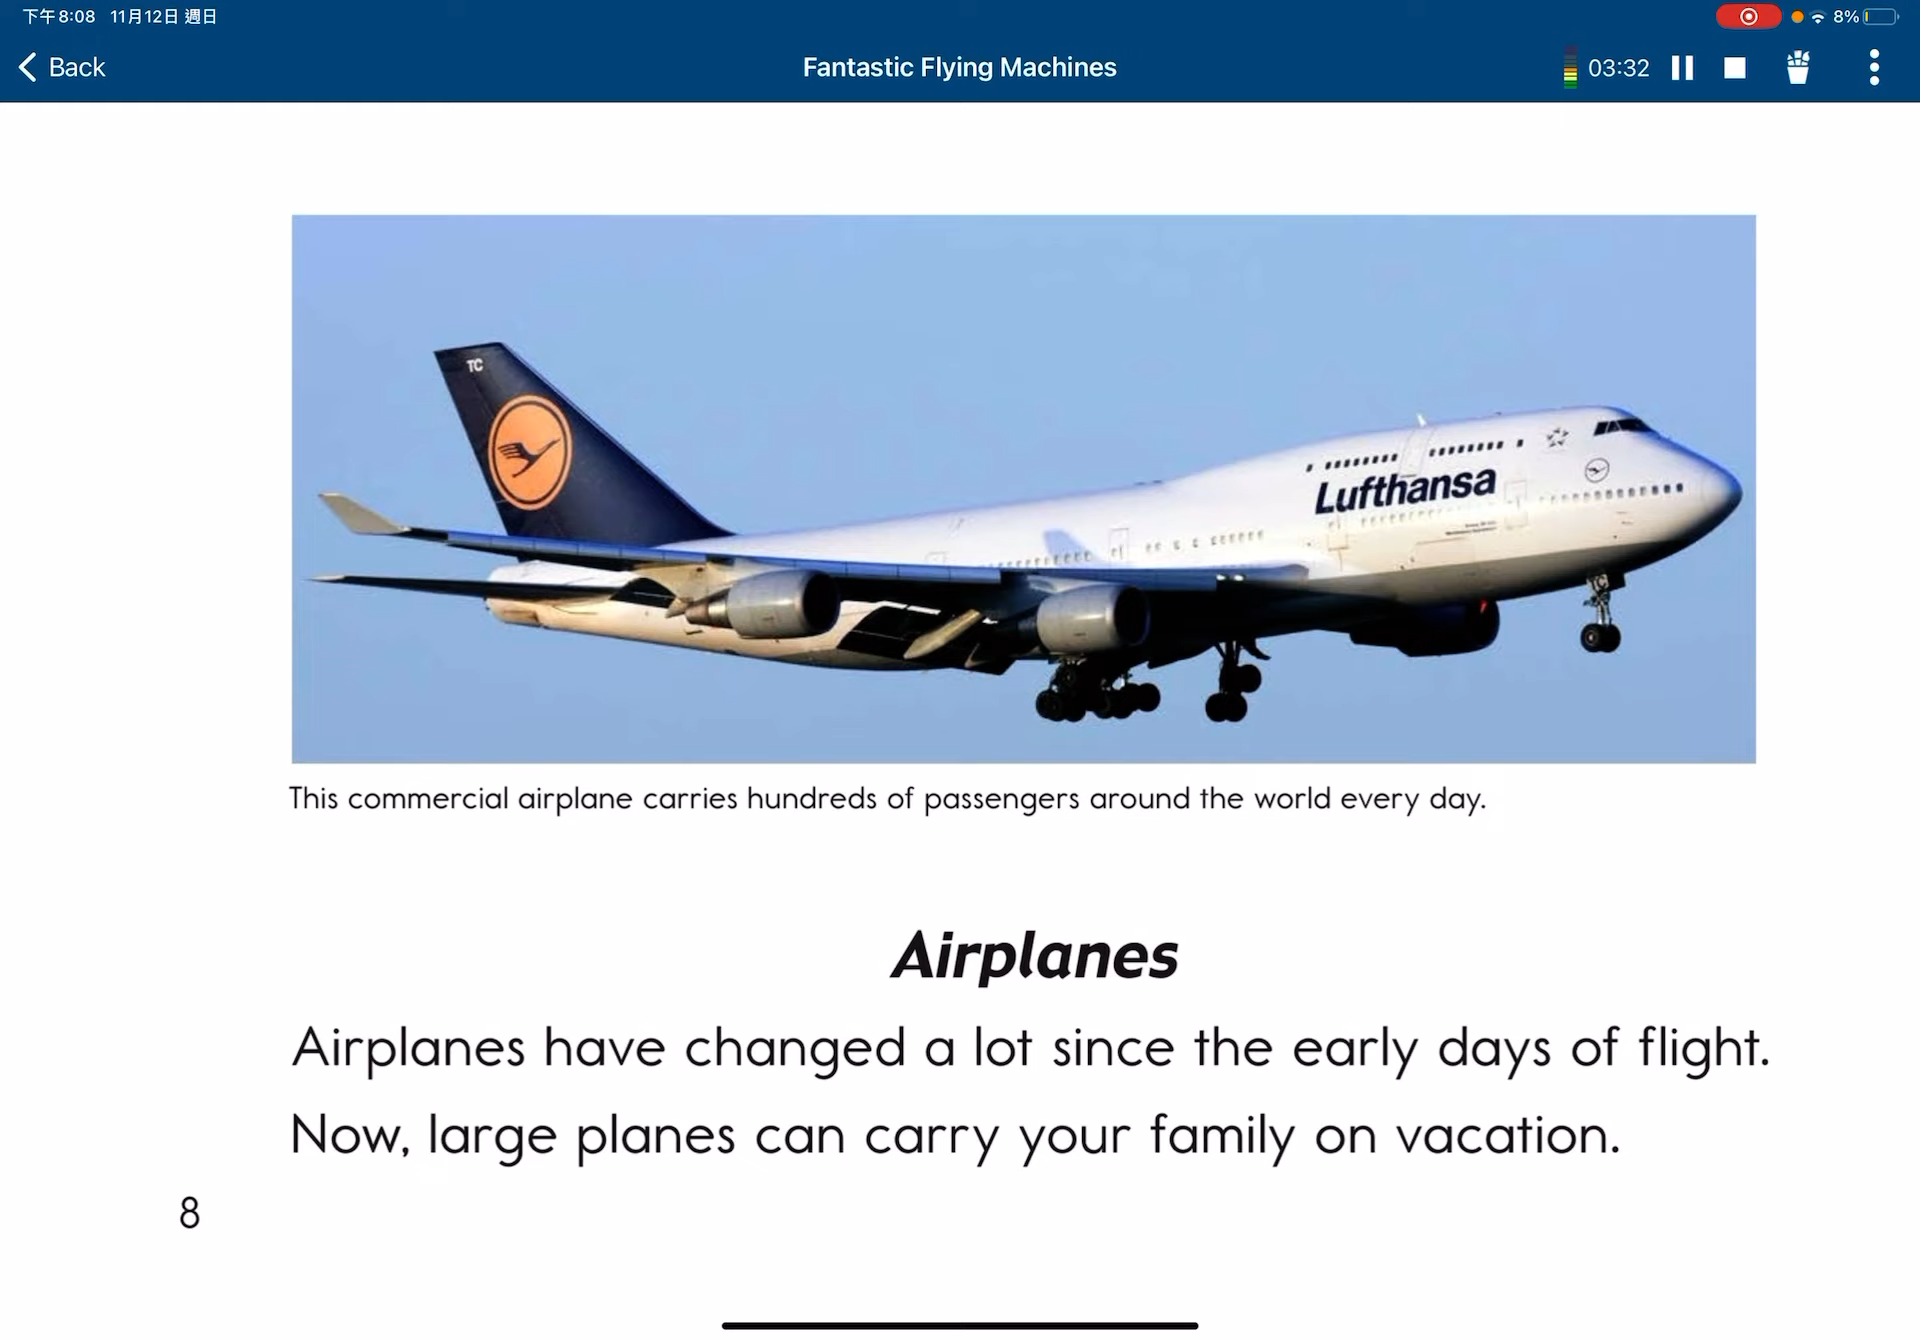 下午8:08 11月12日 週日
8%
Back
Fantastic Flying Machines
03:32
TC
Lufthansa
This commercial airplane carries hundreds of passengers around the world every day.
Airplanes
Airplanes have changed a lot since the early days of flight.
Now, large planes can carry your family on vacation.
8